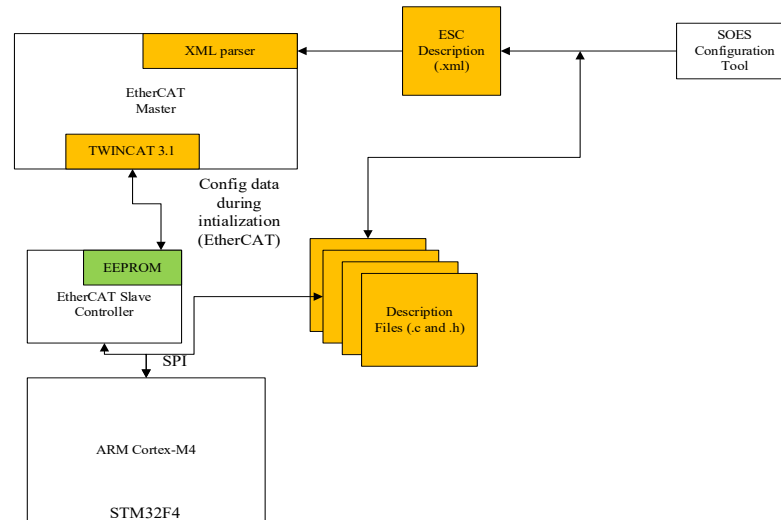 XML parser
EtherCAT
Master
TWINCAT 3.1
ESC
Description
(.xml)
SOES
Configuration
Tool
Config data
during
intialization
(EtherCAT)
EEPROM
EtherCAT Slave
Controller
Description
Files (.c and .h)
SPI
ARM Cortex-M4
STM32F4